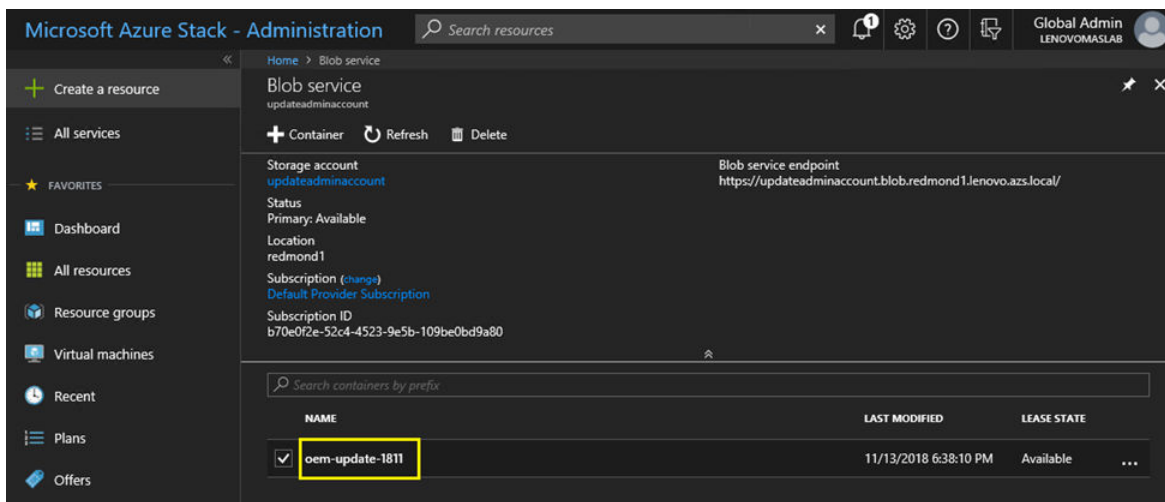 Microsoft Azure Stack - Administration
Search resources
1
Global Admin
LENOVOMASLAB
Home > Blob service
Create a resource
All services
FAVORITES
Dashboard
All resources
Resource groups
Virtual machines
Recent
Plans
Offers
Blob service
updateadminaccount
Container Refresh Delete
Storage account
updateadminaccount
Status
Primary: Available
Location
redmond1
Subscription (change)
Default Provider Subscription
Subscription ID
b70e0f2e-52c4-4523-9e5b-109be0bd9a80
Blob service endpoint
https://updateadminaccount.blob.redmond1.lenovo.azs.local/
Search containers by prefix
NAME LAST MODIFIED LEASE STATE
oem-update-1811 11/13/2018 6:38:10 PM Available ...